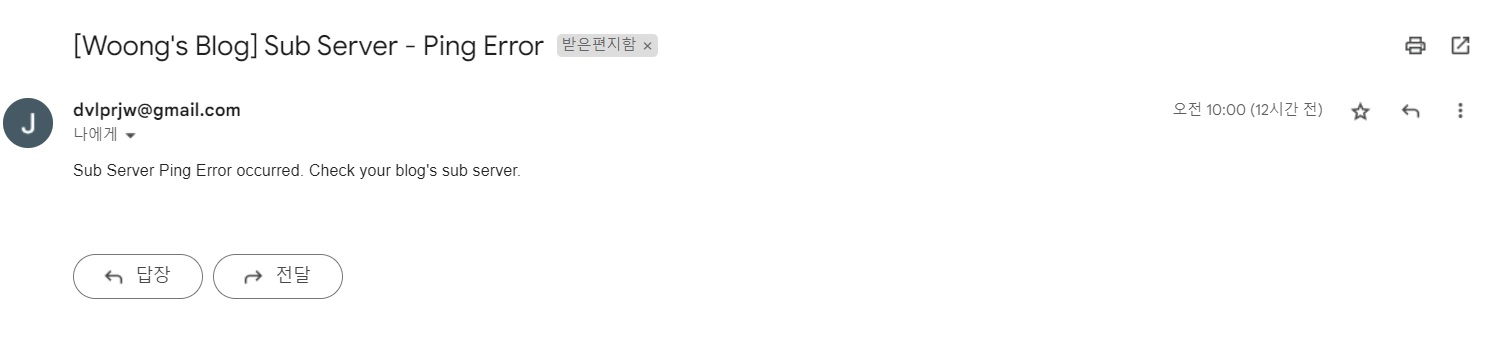 [Woong's Blog] Sub Server - Ping Error 받은편지함 ×
J
dvlprjw@gmail.com 오전 10:00 (12시간 전)
나에게
Sub Server Ping Error occurred. Check your blog's sub server.
답장 전달